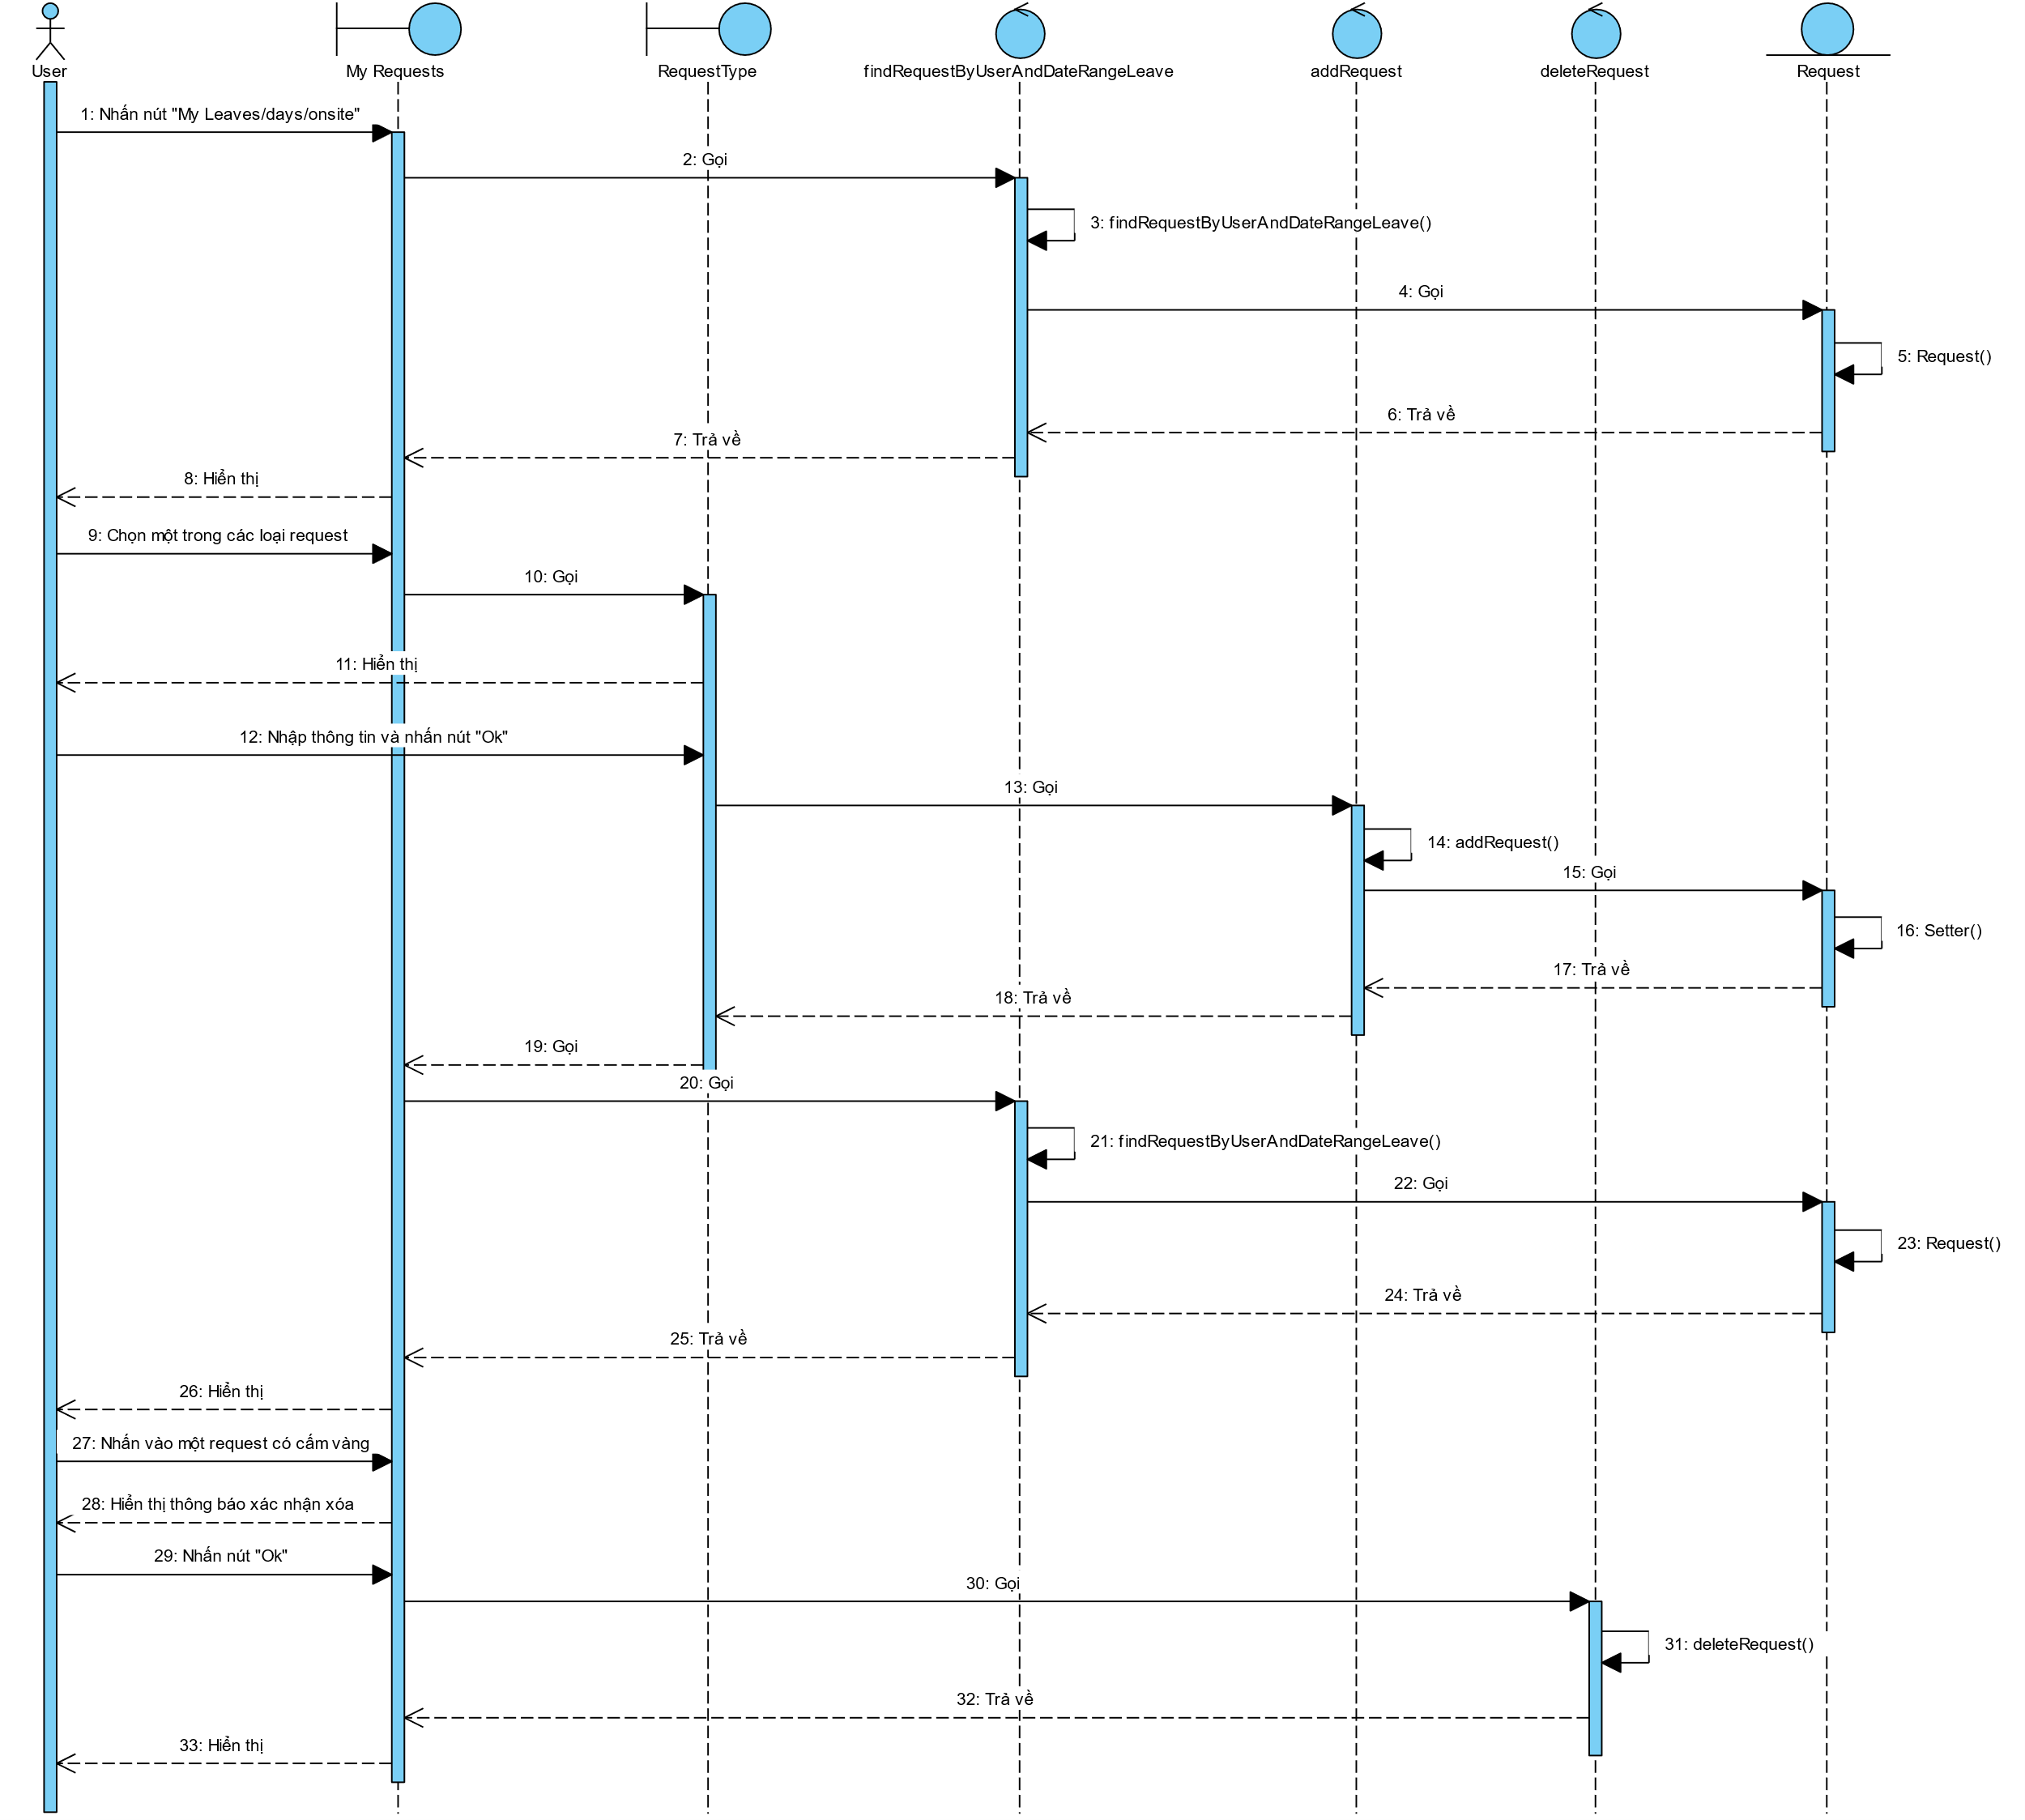 User
My Requests
RequestType
findRequestByUserAndDateRangeLeave
addRequest
deleteRequest
Request
1: Nhấn nút "My Leaves/days/onsite"
2: Gọi
3: findRequestByUserAndDateRangeLeave()
4: Gọi
5: Request()
6: Trả về
7: Trả về
8: Hiển thị
9: Chọn một trong các loại request
10: Gọi
11: Hiển thị
12: Nhập thông tin và nhấn nút "Ok"
13: Gọi
14: addRequest()
15: Gọi
16: Setter()
17: Trả về
18: Trả về
19: Gọi
20: Gọi
21: findRequestByUserAndDateRangeLeave()
22: Gọi
23: Request()
24: Trả về
25: Trả về
26: Hiển thị
27: Nhấn vào một request có cấm vàng
28: Hiển thị thông báo xác nhận xóa
29: Nhấn nút "Ok"
30: Gọi
31: deleteRequest()
32: Trả về
33: Hiển thị